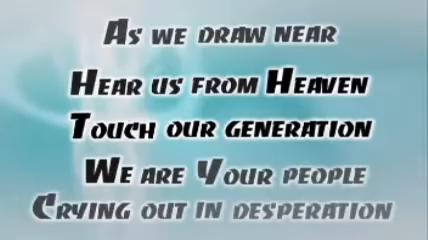 As we draw near
Hear us from Heaven
Touch our generation
We are Your people
Crying out in desperation